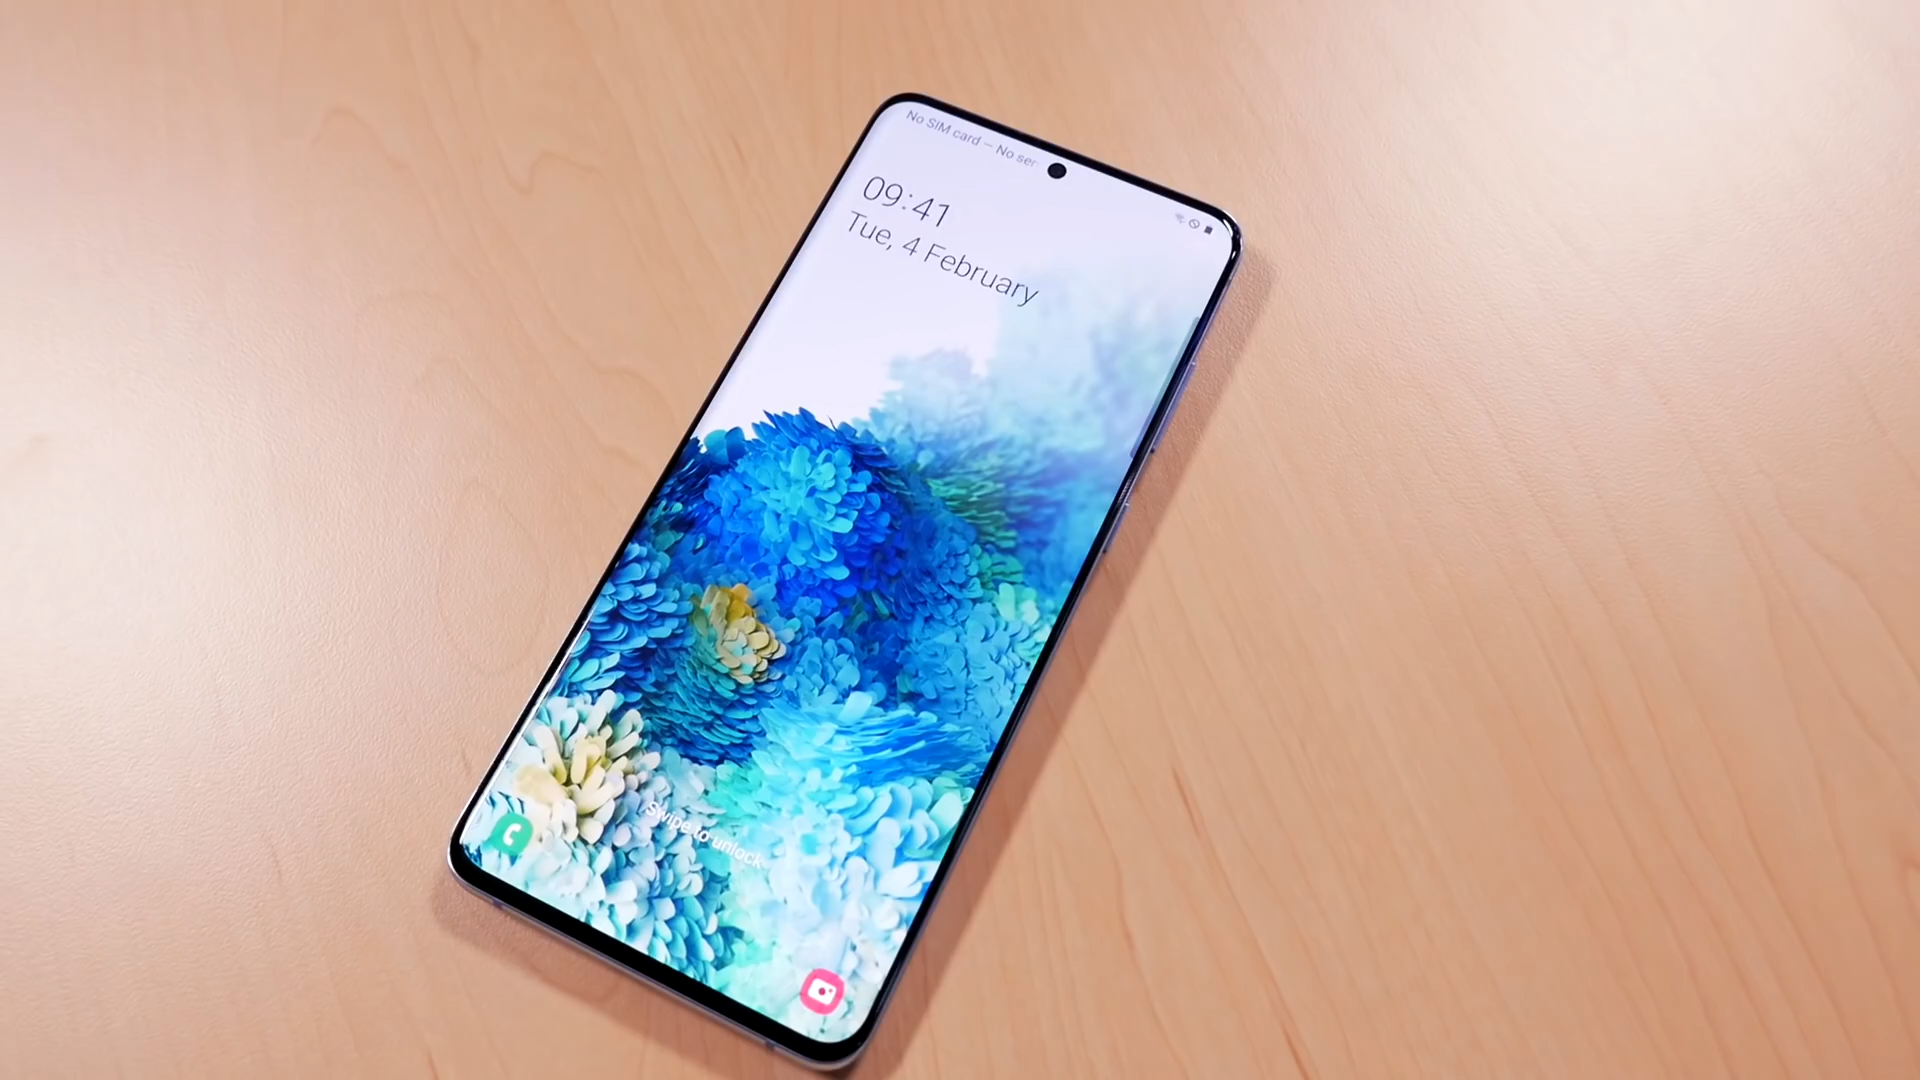 No SIM card – No ser
09:41
Tue, 4 February
Swipe to unlock